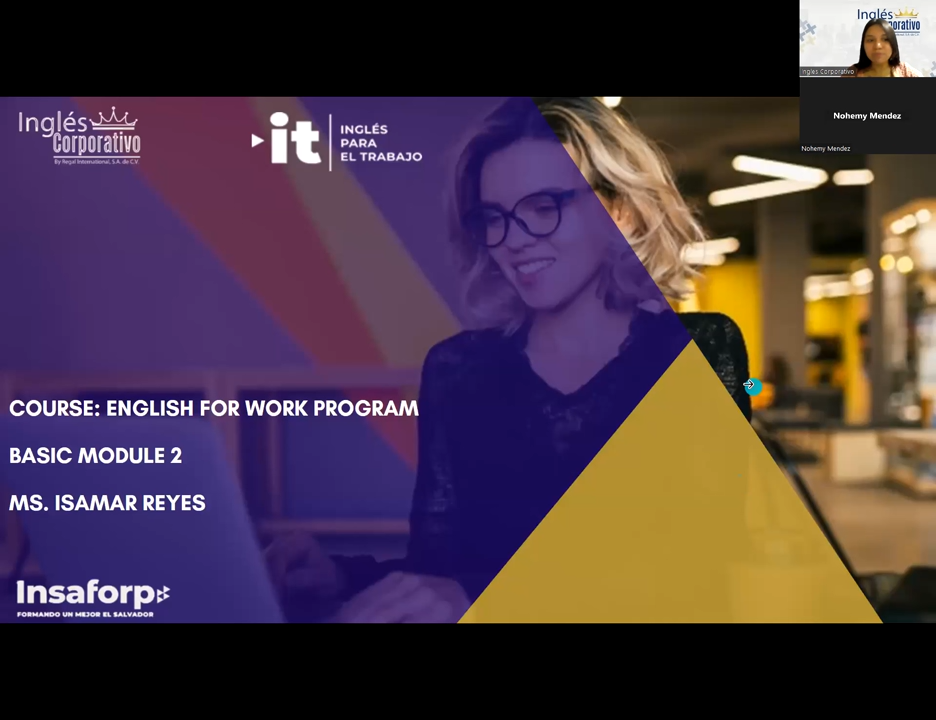 Inglés
Corporativo
By Regal International, S.A. de C.V.
it
INGLÉS
PARA
EL TRABAJO
COURSE: ENGLISH FOR WORK PROGRAM
BASIC MODULE 2
MS. ISAMAR REYES
Insaforp
FORMANDO UN MEJOR EL SALVADOR
Inglés
Ingles Corporativo
Nohemy Mendez
Nohemy Mendez